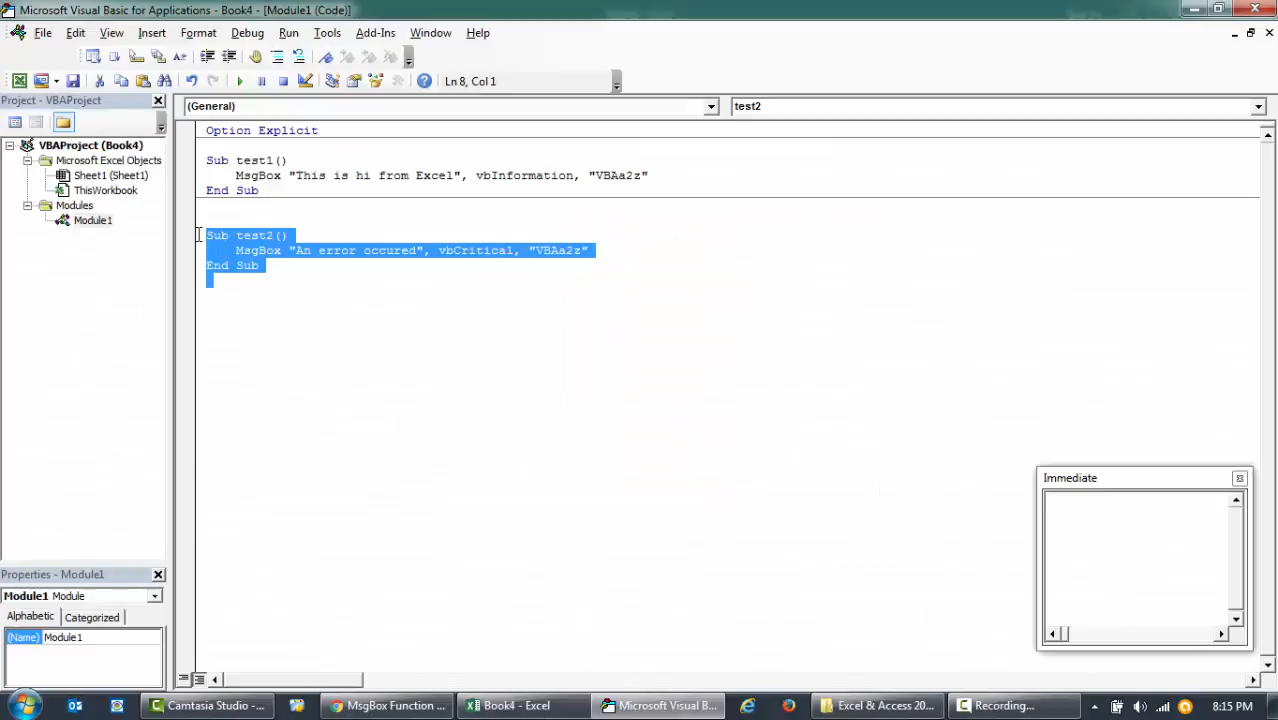 Microsoft Visual Basic for Applications - Book4 - [Module1 (Code)]
File Edit View Insert Format Debug Run Tools Add-Ins Window Help
Ln 8, Col 1
Project - VBAProject
(General) test2
VBAProject (Book4)
Microsoft Excel Objects
Sheet1 (Sheet1)
ThisWorkbook
Modules
Module1
Option Explicit
Sub test1()
MsgBox "This is hi from Excel", vbInformation, "VBAa2z"
End Sub
Sub test2()
MsgBox "An error occured", vbCritical, "VBAa2z"
End Sub
Immediate
Properties - Module1
Module1 Module
Alphabetic Categorized
(Name) Module1
Camtasia Studio - ... MsgBox Function ... Book4 - Excel Microsoft Visual B... Excel & Access 20... Recording... 8:15 PM